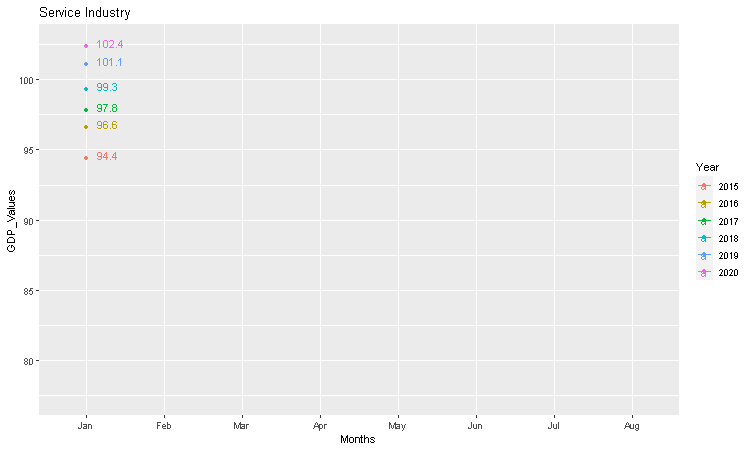 Service Industry
102.4
101.1
99.3
97.8
96.6
94.4
100
95
90
85
80
GDP_Values
Jan Feb Mar Apr May Jun Jul Aug
Months
Year
a 2015
a 2016
a 2017
a 2018
a 2019
a 2020